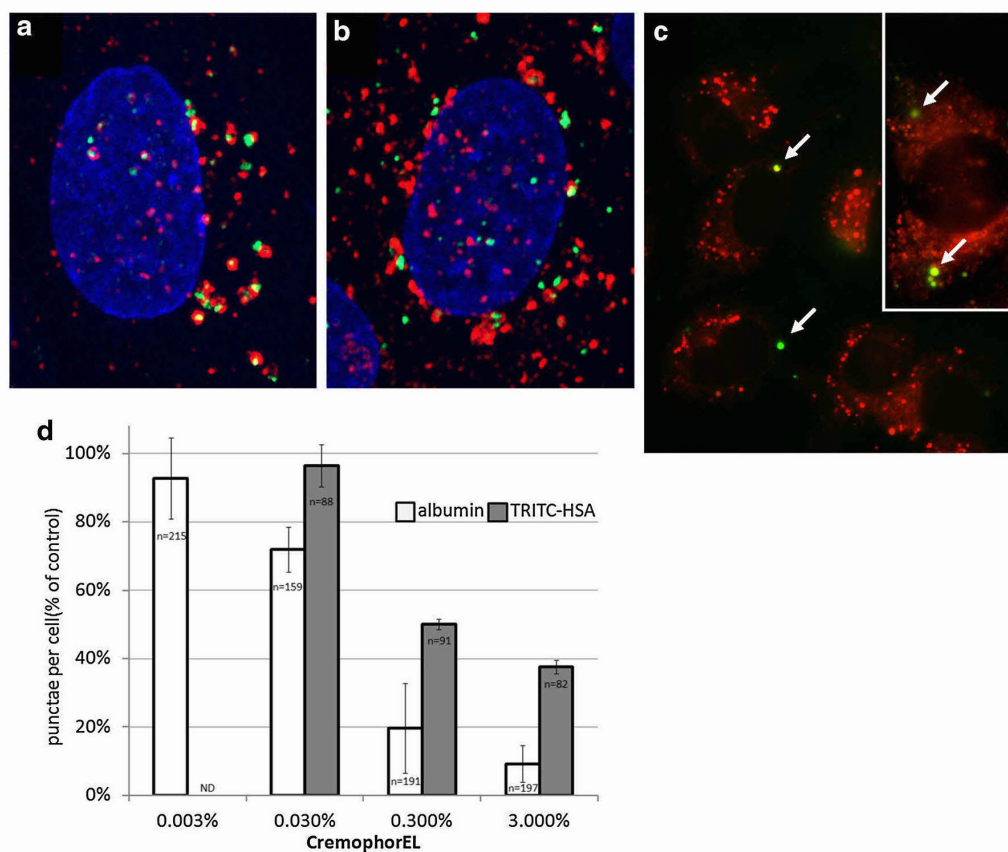 a
b
c
d
100%
80%
60%
40%
20%
0%
punctae per cell(% of control)
albumin TRITC-HSA
n=215
ND
n=159
n=88
n=191
n=91
n=197
n=82
0.003% 0.030% 0.300% 3.000%
CremophorEL